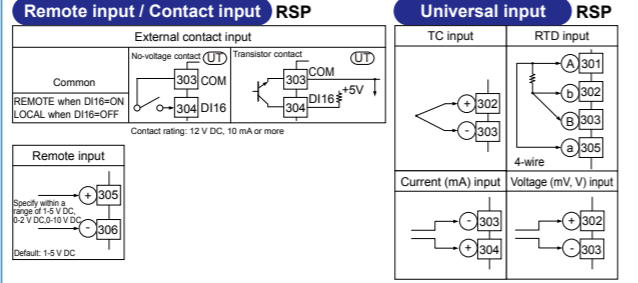 Remote input / Contact input RSP
External contact input
No-voltage contact UT
Transistor contact UT
Common
REMOTE when DI16=ON
LOCAL when DI16=OFF
303 COM
304 DI16
303 COM
304 DI16 +5V
Contact rating: 12 V DC, 10 mA or more
Remote input
Specify within a
range of 1-5 V DC,
0-2 V DC,0-10 V DC
+ 305
- 306
Default: 1-5 V DC
Universal input RSP
TC input
+ 302
- 303
RTD input
A 301
b 302
B 303
a 305
4-wire
Current (mA) input
- 303
+ 304
Voltage (mV, V) input
+ 302
- 303